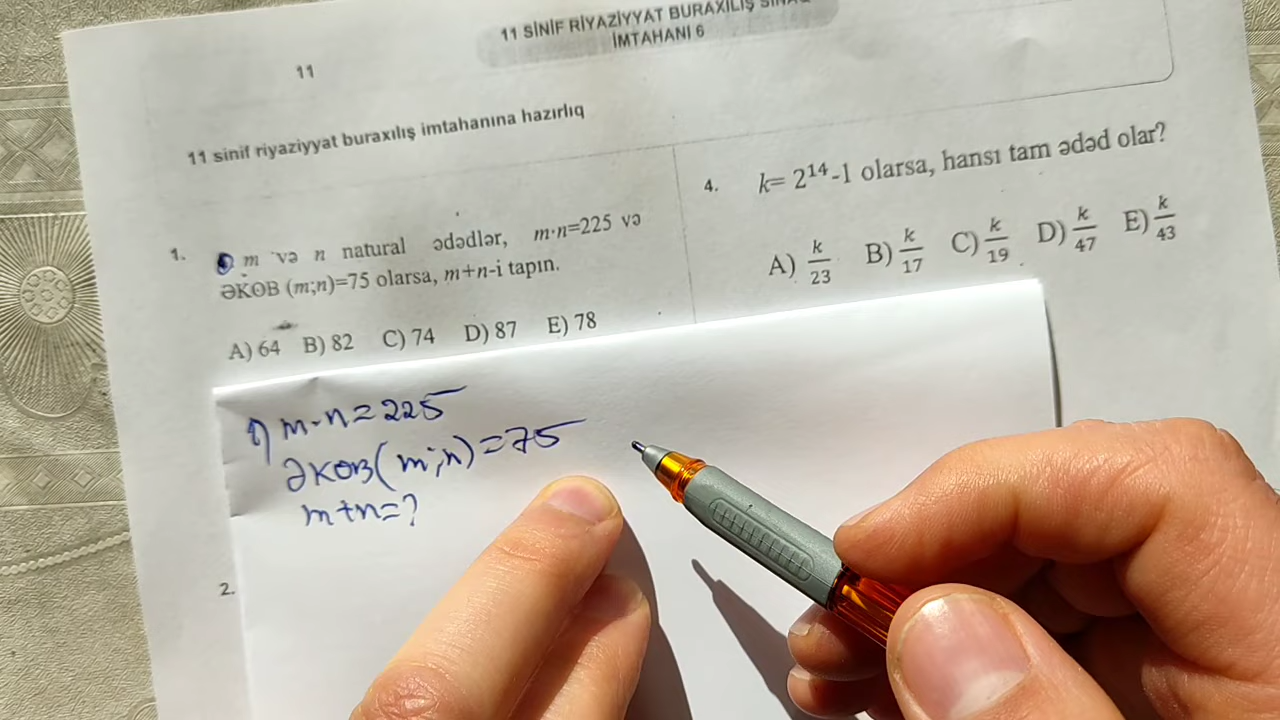 11 SİNİF RİYAZİYYAT BURAXILIŞ
İMTAHANI 6
11
11 sinif riyaziyyat buraxılış imtahanına hazırlıq
1. m və n natural ədədlər, m·n=225 və
ƏKOB (m;n)=75 olarsa, m+n-i tapın.
A) 64 B) 82 C) 74 D) 87 E) 78
1) m·n=225
ƏKOB(m;n)=75
m+n=?
2.
4. k= 2¹⁴-1 olarsa, hansı tam ədəd olar?
A) k/23 B) k/17 C) k/19 D) k/47 E) k/43